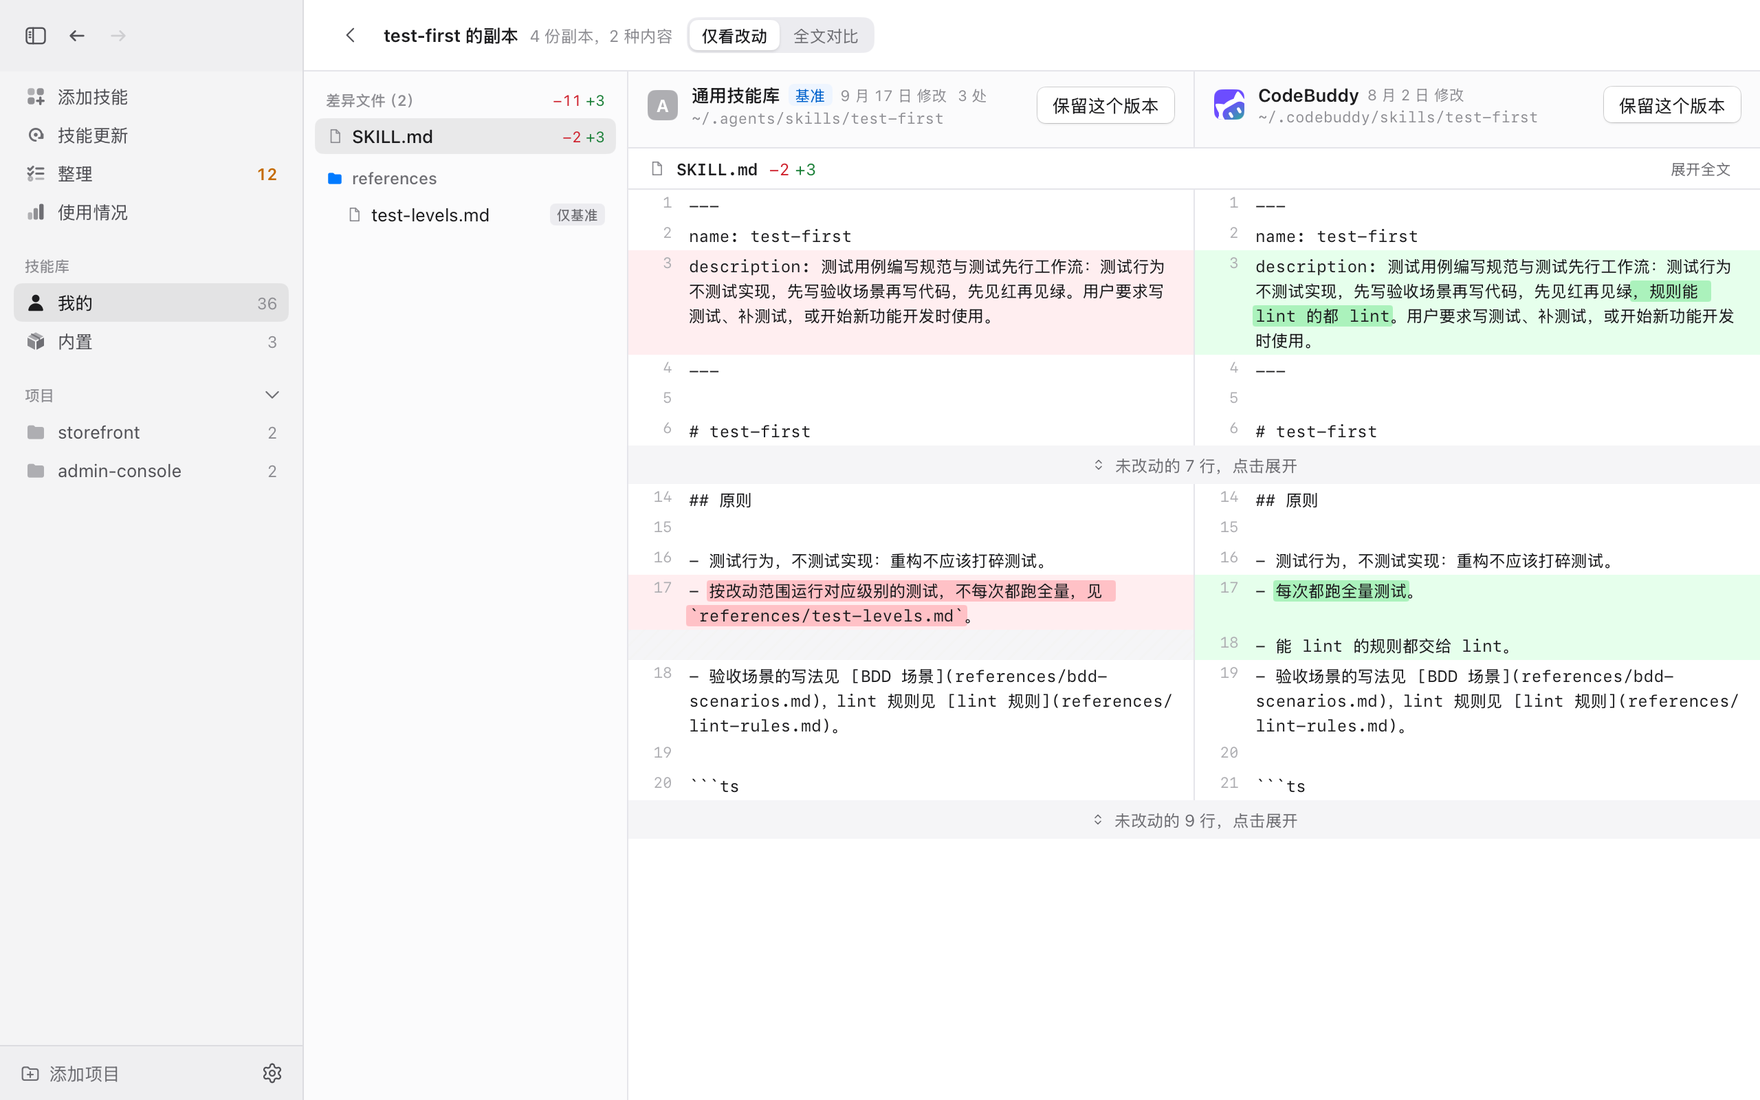 test-first 的副本 4 份副本，2 种内容 仅看改动 全文对比
添加技能
技能更新
整理 12
使用情况
技能库
我的 36
内置 3
项目
storefront 2
admin-console 2
添加项目
差异文件 (2) −11 +3
SKILL.md −2 +3
references
test-levels.md 仅基准
A 通用技能库 基准 9 月 17 日 修改 3 处
~/.agents/skills/test-first
保留这个版本
CodeBuddy 8 月 2 日 修改
~/.codebuddy/skills/test-first
保留这个版本
SKILL.md −2 +3 展开全文
1 ---
2 name: test-first
3 description: 测试用例编写规范与测试先行工作流：测试行为
不测试实现，先写验收场景再写代码，先见红再见绿。用户要求写
测试、补测试，或开始新功能开发时使用。
4 ---
5
6 # test-first
1 ---
2 name: test-first
3 description: 测试用例编写规范与测试先行工作流：测试行为
不测试实现，先写验收场景再写代码，先见红再见绿，规则能
lint 的都 lint。用户要求写测试、补测试，或开始新功能开发
时使用。
4 ---
5
6 # test-first
未改动的 7 行，点击展开
14 ## 原则
15
16 - 测试行为，不测试实现：重构不应该打碎测试。
17 - 按改动范围运行对应级别的测试，不每次都跑全量，见
`references/test-levels.md`。
18 - 验收场景的写法见 [BDD 场景](references/bdd-
scenarios.md)，lint 规则见 [lint 规则](references/
lint-rules.md)。
19
20 ```ts
14 ## 原则
15
16 - 测试行为，不测试实现：重构不应该打碎测试。
17 - 每次都跑全量测试。
18 - 能 lint 的规则都交给 lint。
19 - 验收场景的写法见 [BDD 场景](references/bdd-
scenarios.md)，lint 规则见 [lint 规则](references/
lint-rules.md)。
20
21 ```ts
未改动的 9 行，点击展开